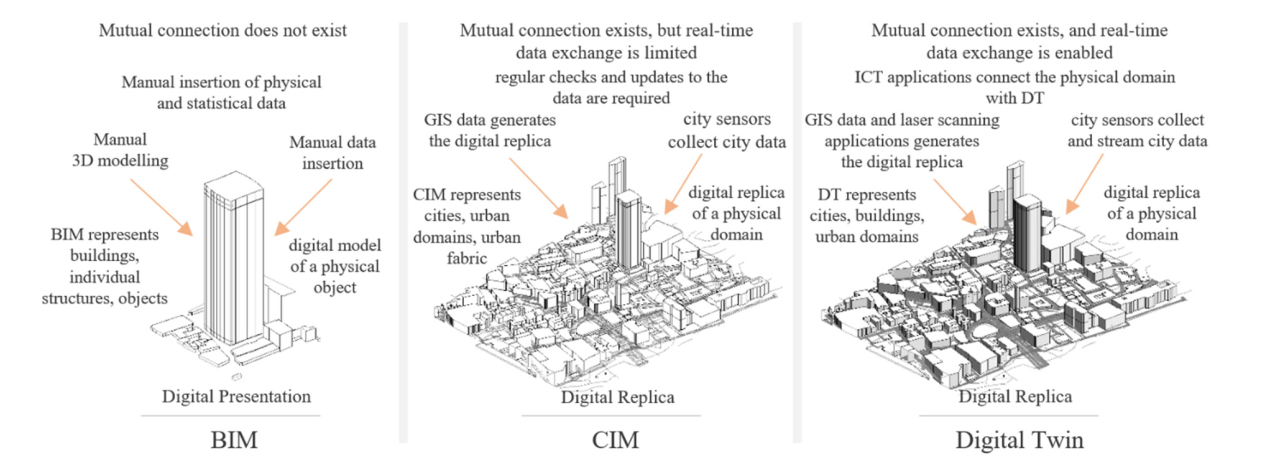 Mutual connection does not exist
Manual insertion of physical
and statistical data
Manual
3D modelling
Manual data
insertion
BIM represents
buildings,
individual
structures, objects
digital model
of a physical
object
Digital Presentation
BIM
Mutual connection exists, but real-time
data exchange is limited
regular checks and updates to the
data are required
GIS data generates
the digital replica
city sensors
collect city data
CIM represents
cities, urban
domains, urban
fabric
digital replica
of a physical
domain
Digital Replica
CIM
Mutual connection exists, and real-time
data exchange is enabled
ICT applications connect the physical domain
with DT
GIS data and laser scanning
applications generates
the digital replica
city sensors collect
and stream city data
DT represents
cities, buildings,
urban domains
digital replica
of a physical
domain
Digital Replica
Digital Twin